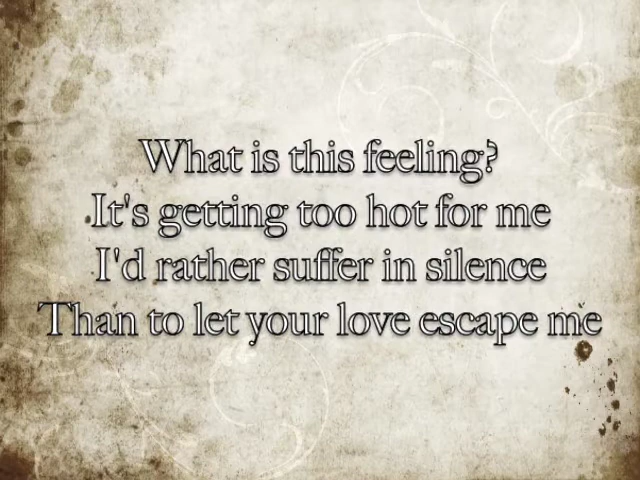 What is this feeling?
It's getting too hot for me
I'd rather suffer in silence
Than to let your love escape me